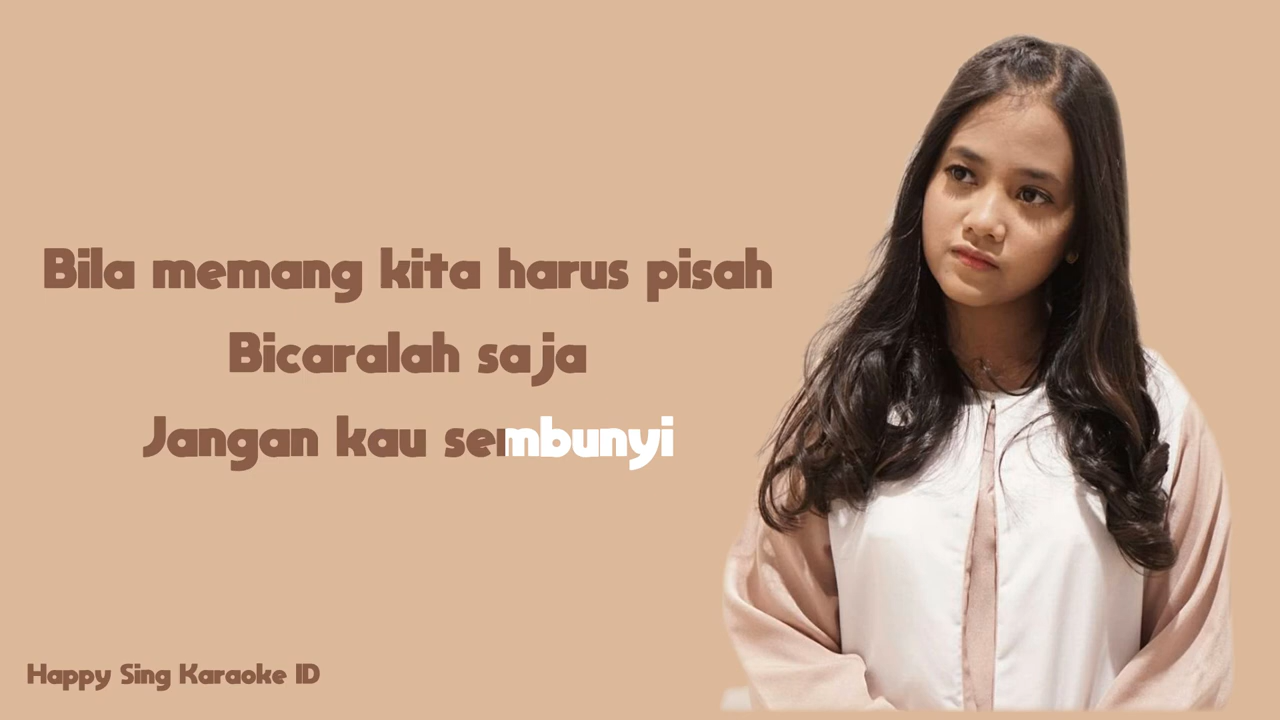 Bila memang kita harus pisah
Bicaralah saja
Jangan kau sembunyi
Happy Sing Karaoke ID